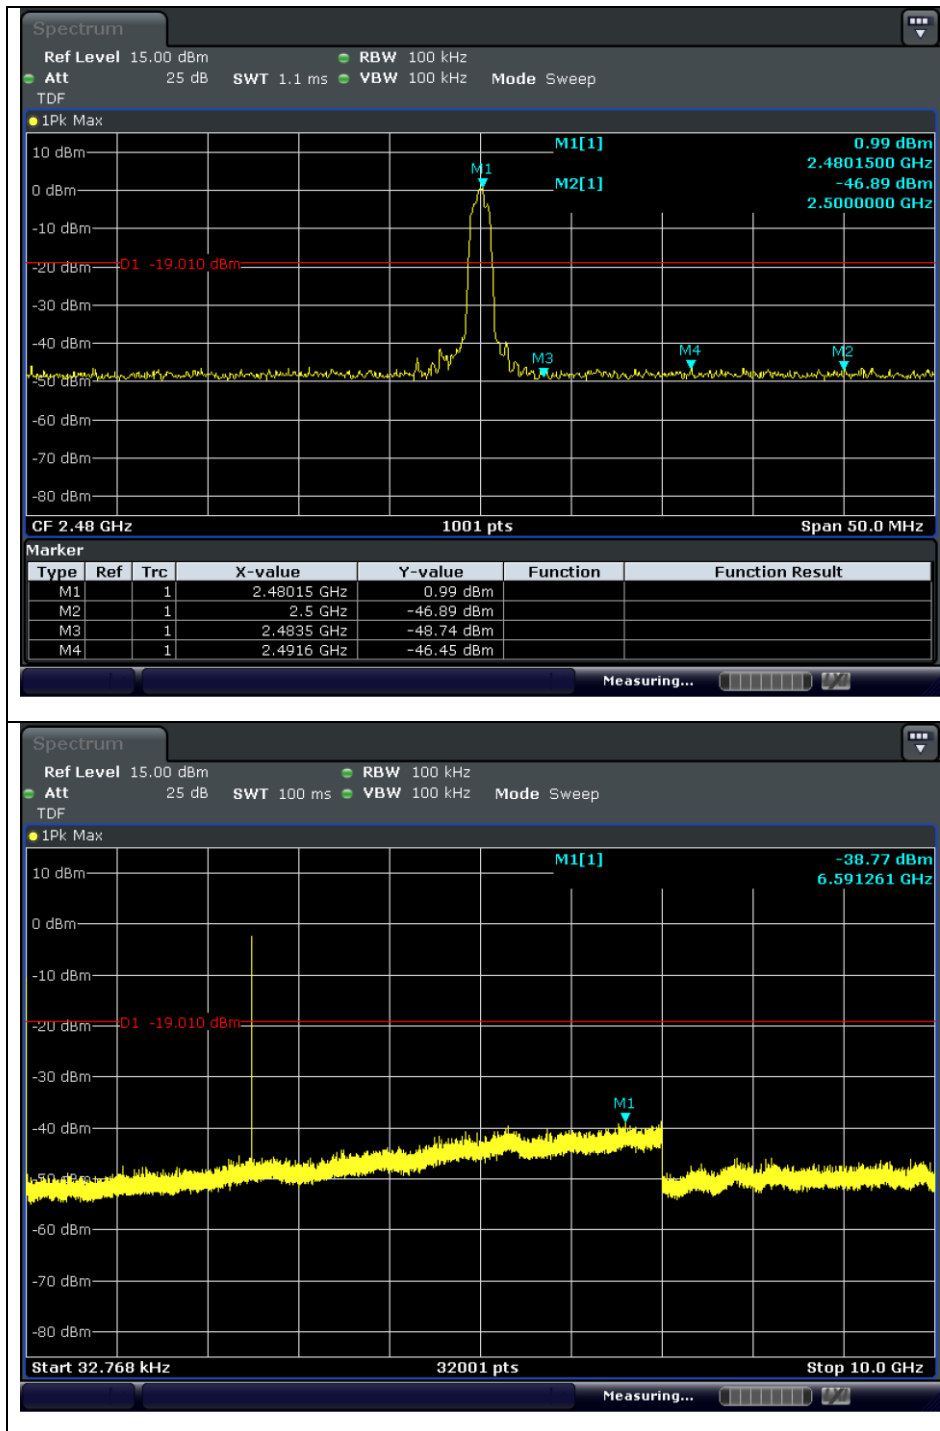 Spectrum
Ref Level 15.00 dBm RBW 100 kHz
Att 25 dB SWT 1.1 ms VBW 100 kHz Mode Sweep
TDF
1Pk Max
M1[1] 0.99 dBm
2.4801500 GHz
M2[1] -46.89 dBm
2.5000000 GHz
10 dBm
M1
0 dBm
-10 dBm
-20 dBm
D1 -19.010 dBm
-30 dBm
-40 dBm
M3 M4 M2
-50 dBm
-60 dBm
-70 dBm
-80 dBm
CF 2.48 GHz 1001 pts Span 50.0 MHz
Marker
Type Ref Trc X-value Y-value Function Function Result
M1 1 2.48015 GHz 0.99 dBm
M2 1 2.5 GHz -46.89 dBm
M3 1 2.4835 GHz -48.74 dBm
M4 1 2.4916 GHz -46.45 dBm
Measuring...
Spectrum
Ref Level 15.00 dBm RBW 100 kHz
Att 25 dB SWT 100 ms VBW 100 kHz Mode Sweep
TDF
1Pk Max
M1[1] -38.77 dBm
6.591261 GHz
10 dBm
0 dBm
-10 dBm
-20 dBm
D1 -19.010 dBm
-30 dBm
M1
-40 dBm
-50 dBm
-60 dBm
-70 dBm
-80 dBm
Start 32.768 kHz 32001 pts Stop 10.0 GHz
Measuring...